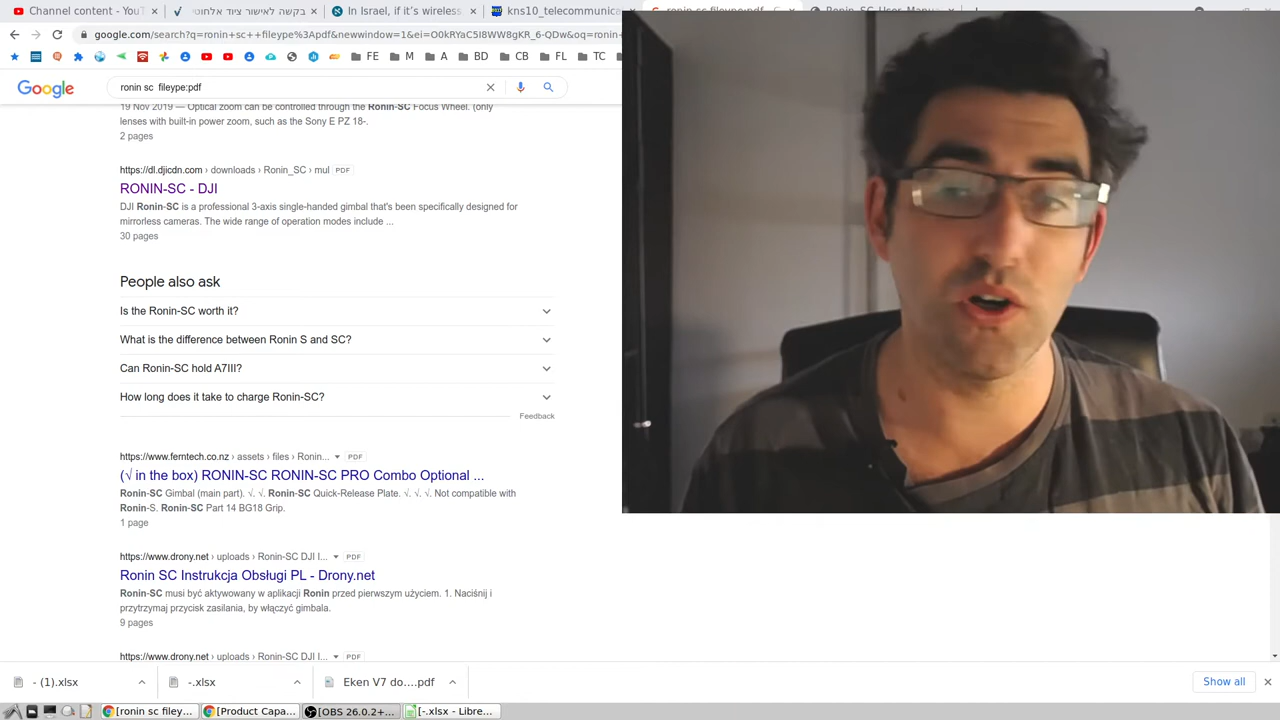 Channel content - YouT
בקשה לאישור ציוד אלחוטי
In Israel, if it's wireless
kns10_telecommunica
ronin sc fileype:pdf
Ronin_SC_User_Manu
google.com/search?q=ronin+sc++fileype%3Apdf&newwindow=1&ei=O0kRYaC5I8WW8gKR_6-QDw&oq=ronin+
FE
M
A
BD
CB
FL
TC
Google
ronin sc fileype:pdf
19 Nov 2019 — Optical zoom can be controlled through the Ronin-SC Focus Wheel. (only
lenses with built-in power zoom, such as the Sony E PZ 18-.
2 pages
https://dl.djicdn.com › downloads › Ronin_SC › mul PDF
RONIN-SC - DJI
DJI Ronin-SC is a professional 3-axis single-handed gimbal that's been specifically designed for
mirrorless cameras. The wide range of operation modes include ...
30 pages
People also ask
Is the Ronin-SC worth it?
What is the difference between Ronin S and SC?
Can Ronin-SC hold A7III?
How long does it take to charge Ronin-SC?
Feedback
https://www.ferntech.co.nz › assets › files › Ronin... PDF
(√ in the box) RONIN-SC RONIN-SC PRO Combo Optional ...
Ronin-SC Gimbal (main part). √. √. Ronin-SC Quick-Release Plate. √. √. √. Not compatible with
Ronin-S. Ronin-SC Part 14 BG18 Grip.
1 page
https://www.drony.net › uploads › Ronin-SC DJI I... PDF
Ronin SC Instrukcja Obsługi PL - Drony.net
Ronin-SC musi być aktywowany w aplikacji Ronin przed pierwszym użyciem. 1. Naciśnij i
przytrzymaj przycisk zasilania, by włączyć gimbala.
9 pages
https://www.drony.net › uploads › Ronin-SC DJI I... PDF
- (1).xlsx
-.xlsx
Eken V7 do....pdf
Show all
[ronin sc filey...
[Product Capa...
[OBS 26.0.2+...
[-.xlsx - Libre...